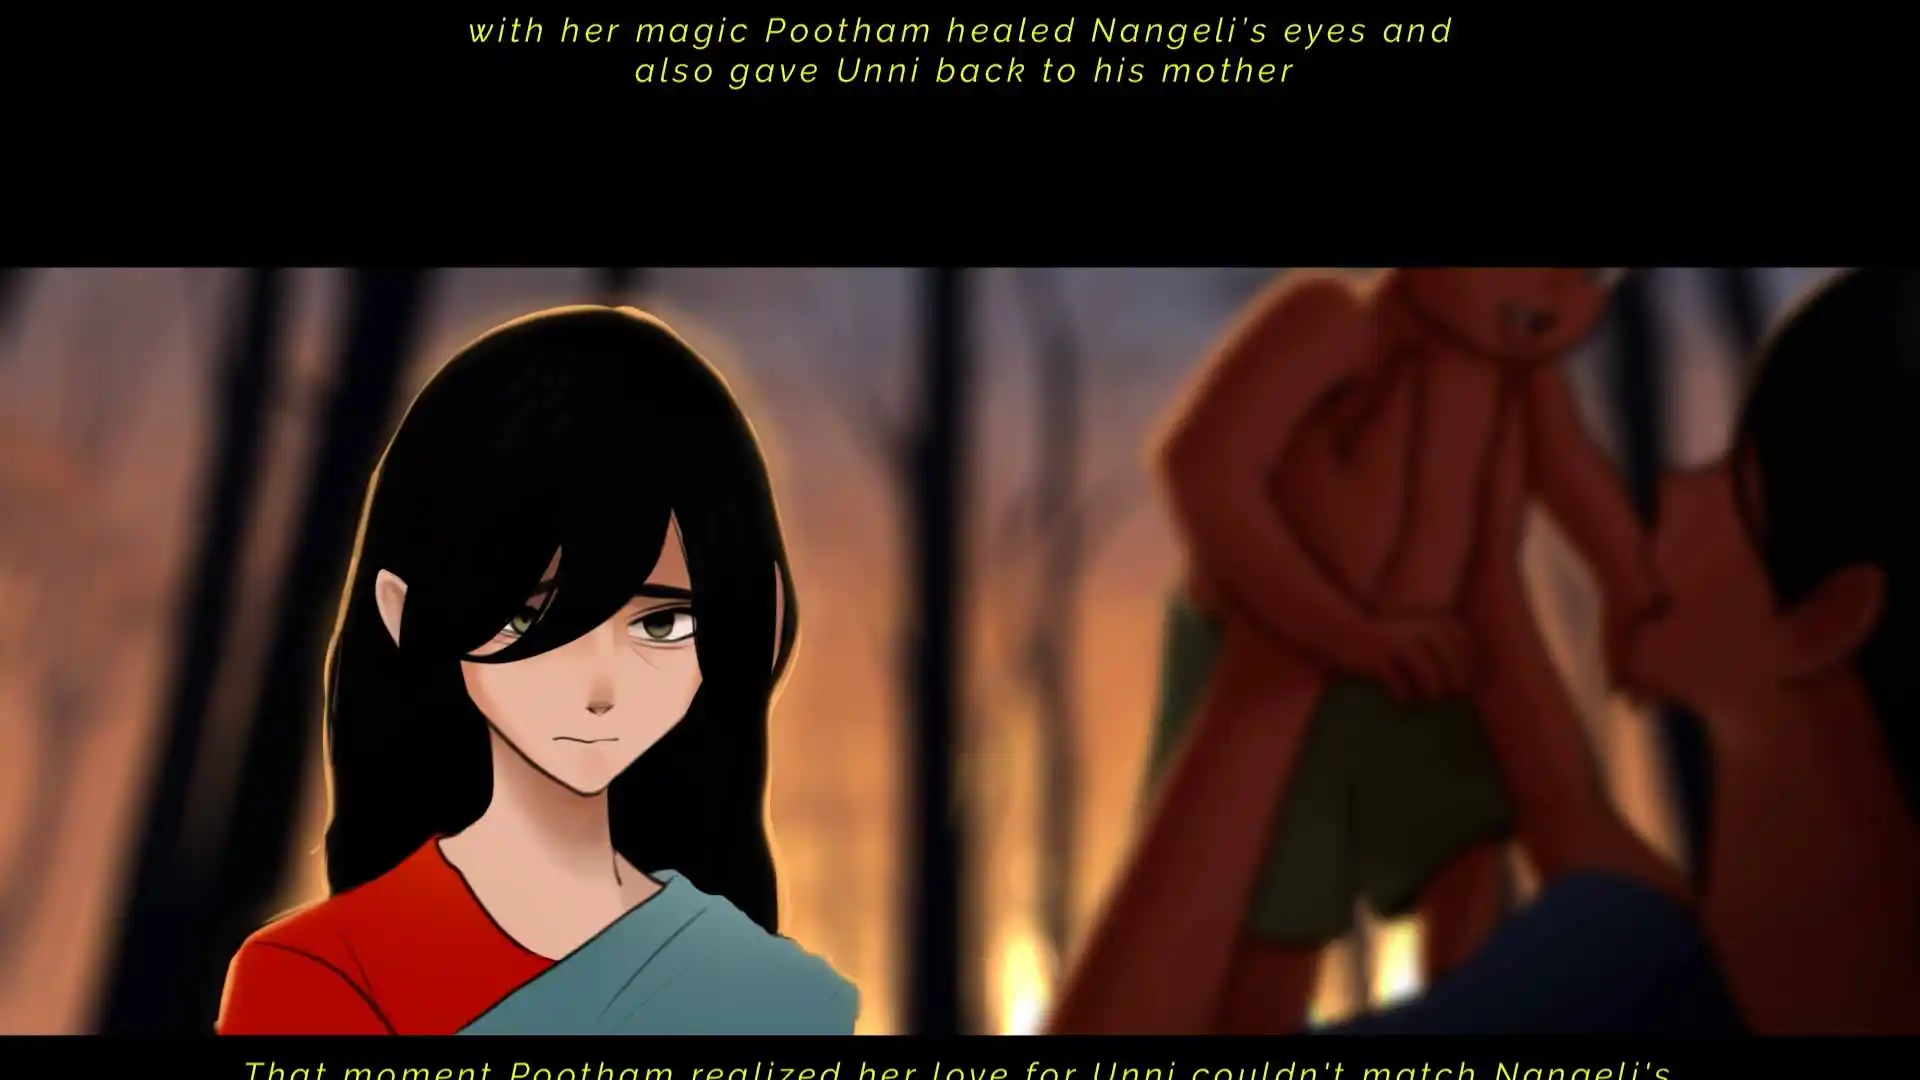 with her magic Pootham healed Nangeli's eyes and
also gave Unni back to his mother
That moment Pootham realized her love for Unni couldn't match Nangeli's